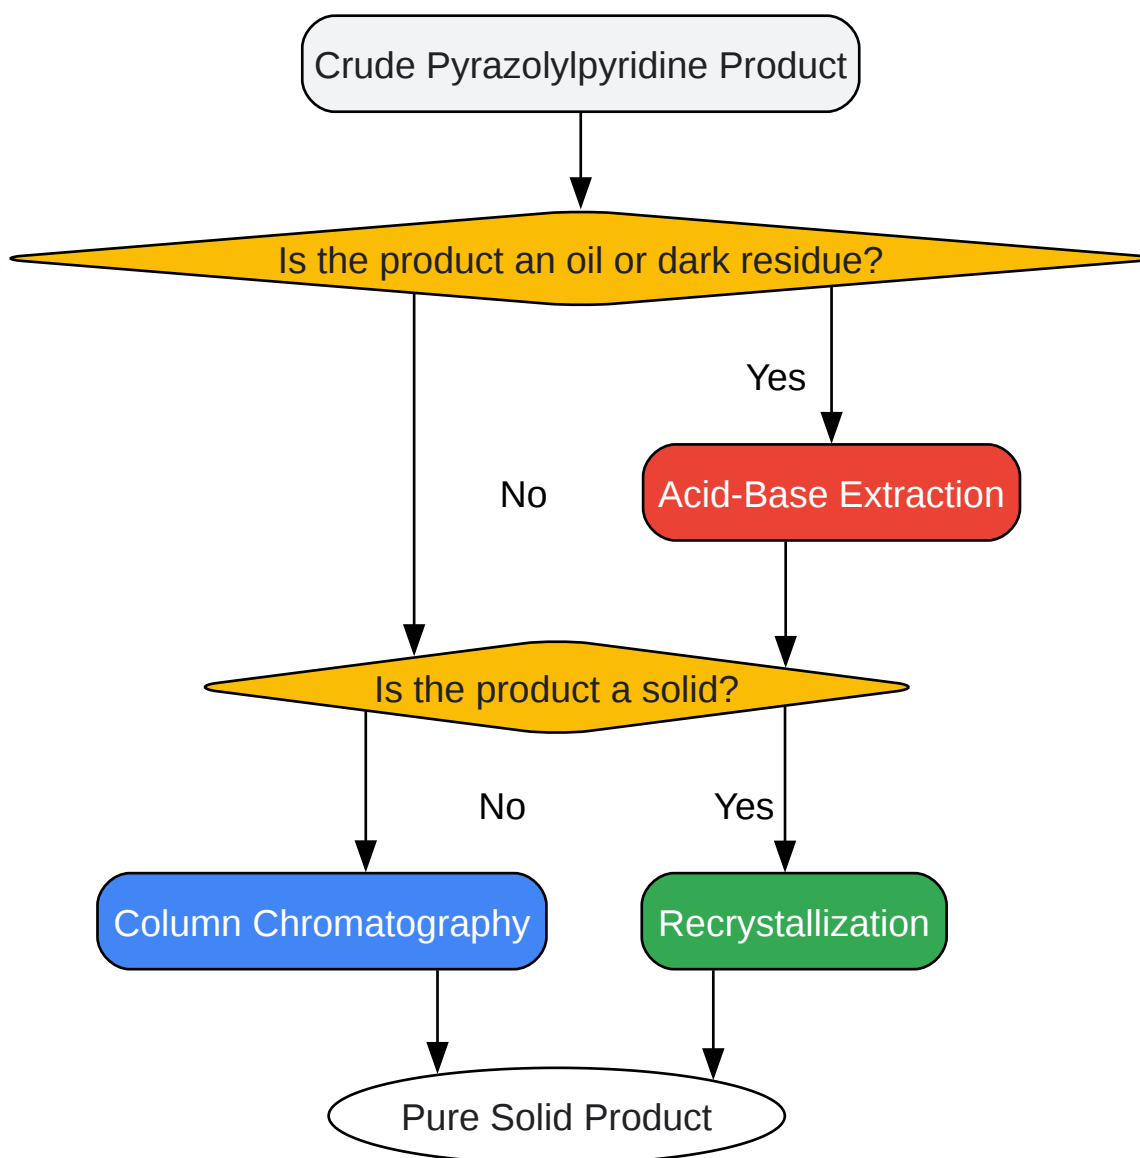 Crude Pyrazolylpyridine Product
Is the product an oil or dark residue?
Yes
No
Acid-Base Extraction
Is the product a solid?
No
Yes
Column Chromatography
Recrystallization
Pure Solid Product